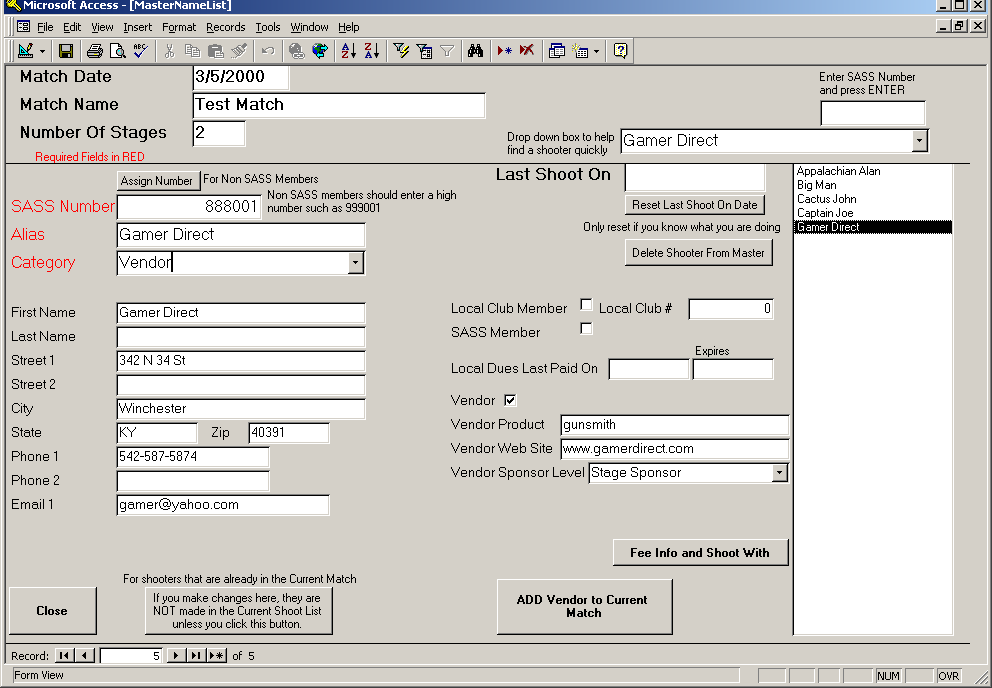 Microsoft Access - [MasterNameList]
File Edit View Insert Format Records Tools Window Help
Match Date 3/5/2000
Match Name Test Match
Number Of Stages 2
Required Fields in RED
Enter SASS Number
and press ENTER
Drop down box to help
find a shooter quickly
Gamer Direct
Assign Number For Non SASS Members
SASS Number 888001
Non SASS members should enter a high
number such as 999001
Alias Gamer Direct
Category Vendor
Last Shoot On
Reset Last Shoot On Date
Only reset if you know what you are doing
Delete Shooter From Master
First Name Gamer Direct
Last Name
Street 1 342 N 34 St
Street 2
City Winchester
State KY Zip 40391
Phone 1 542-587-5874
Phone 2
Email 1 gamer@yahoo.com
Local Club Member Local Club # 0
SASS Member
Expires
Local Dues Last Paid On
Vendor
Vendor Product gunsmith
Vendor Web Site www.gamerdirect.com
Vendor Sponsor Level Stage Sponsor
Fee Info and Shoot With
Appalachian Alan
Big Man
Cactus John
Captain Joe
Gamer Direct
Close
For shooters that are already in the Current Match
If you make changes here, they are
NOT made in the Current Shoot List
unless you click this button.
ADD Vendor to Current
Match
Record: 5 of 5
Form View NUM OVR